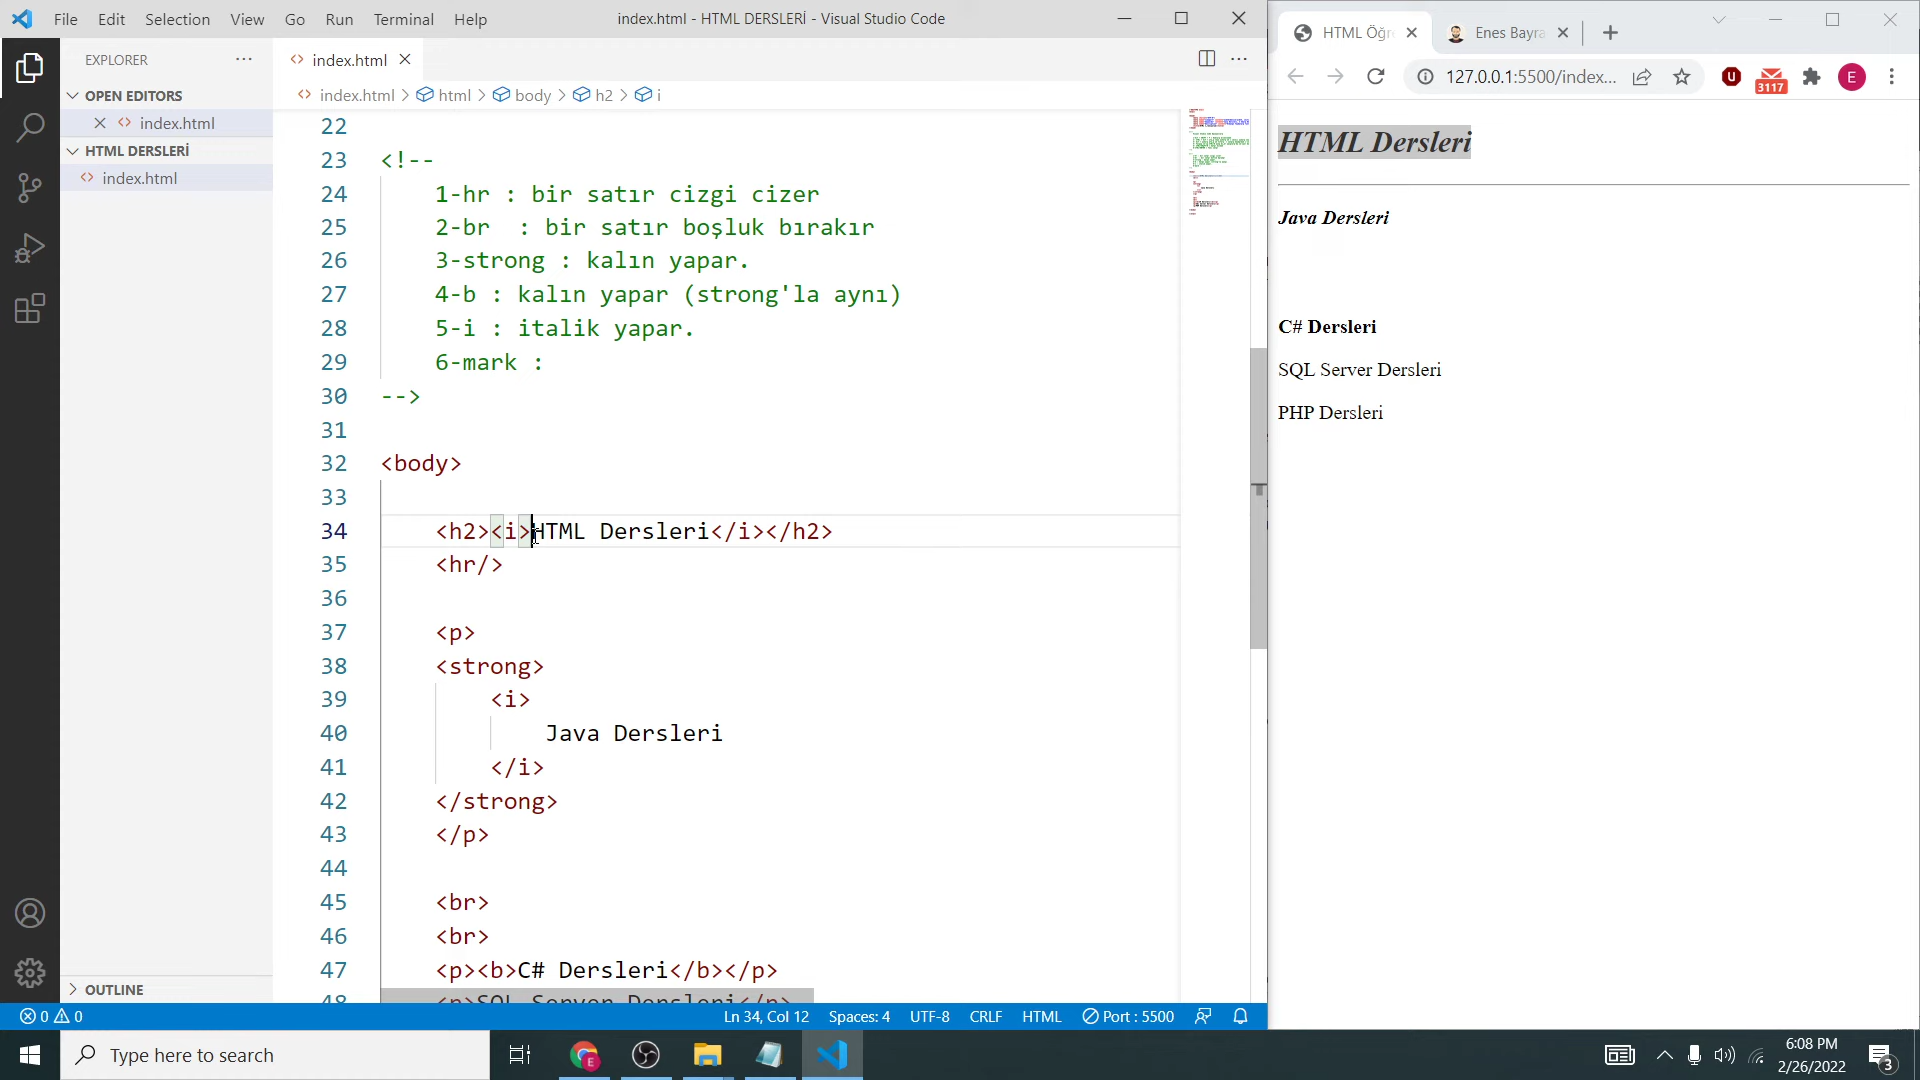 File Edit Selection View Go Run Terminal Help
index.html - HTML DERSLERİ - Visual Studio Code
EXPLORER
OPEN EDITORS
index.html
HTML DERSLERİ
index.html
OUTLINE
index.html
index.html > html > body > h2 > i
22
23 <!--
24 1-hr : bir satır cizgi cizer
25 2-br : bir satır boşluk bırakır
26 3-strong : kalın yapar.
27 4-b : kalın yapar (strong'la aynı)
28 5-i : italik yapar.
29 6-mark :
30 -->
31
32 <body>
33
34 <h2><i>HTML Dersleri</i></h2>
35 <hr/>
36
37 <p>
38 <strong>
39 <i>
40 Java Dersleri
41 </i>
42 </strong>
43 </p>
44
45 <br>
46 <br>
47 <p><b>C# Dersleri</b></p>
48 <p>SQL Server Dersleri</p>
0 0
Ln 34, Col 12 Spaces: 4 UTF-8 CRLF HTML Port : 5500
HTML Öğr
Enes Bayra
127.0.0.1:5500/index...
U
3117
E
HTML Dersleri
Java Dersleri
C# Dersleri
SQL Server Dersleri
PHP Dersleri
Type here to search
E
6:08 PM
2/26/2022
3